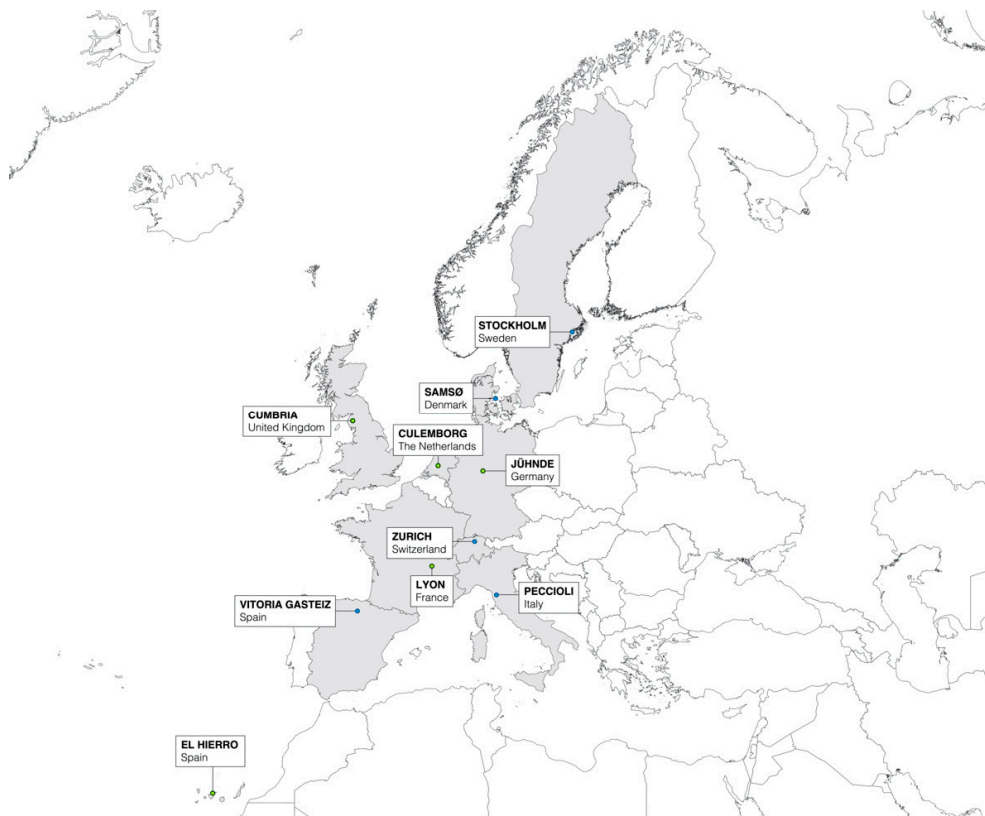 STOCKHOLM
Sweden
SAMSØ
Denmark
CUMBRIA
United Kingdom
CULEMBORG
The Netherlands
JÜHNDE
Germany
ZURICH
Switzerland
LYON
France
PECCIOLI
Italy
VITORIA GASTEIZ
Spain
EL HIERRO
Spain